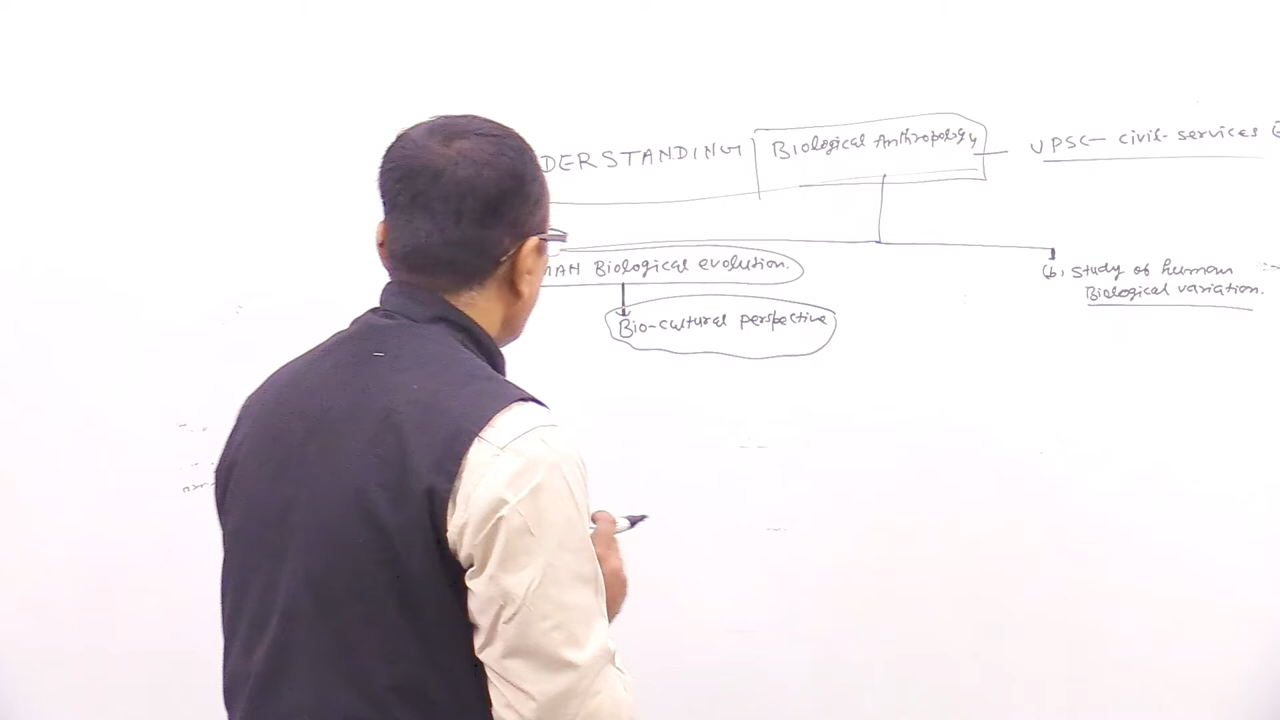 DERSTANDING Biological Anthropology — UPSC - civil-services
MAN Biological evolution.
(b) Study of human
Biological variation.
Bio-cultural perspective